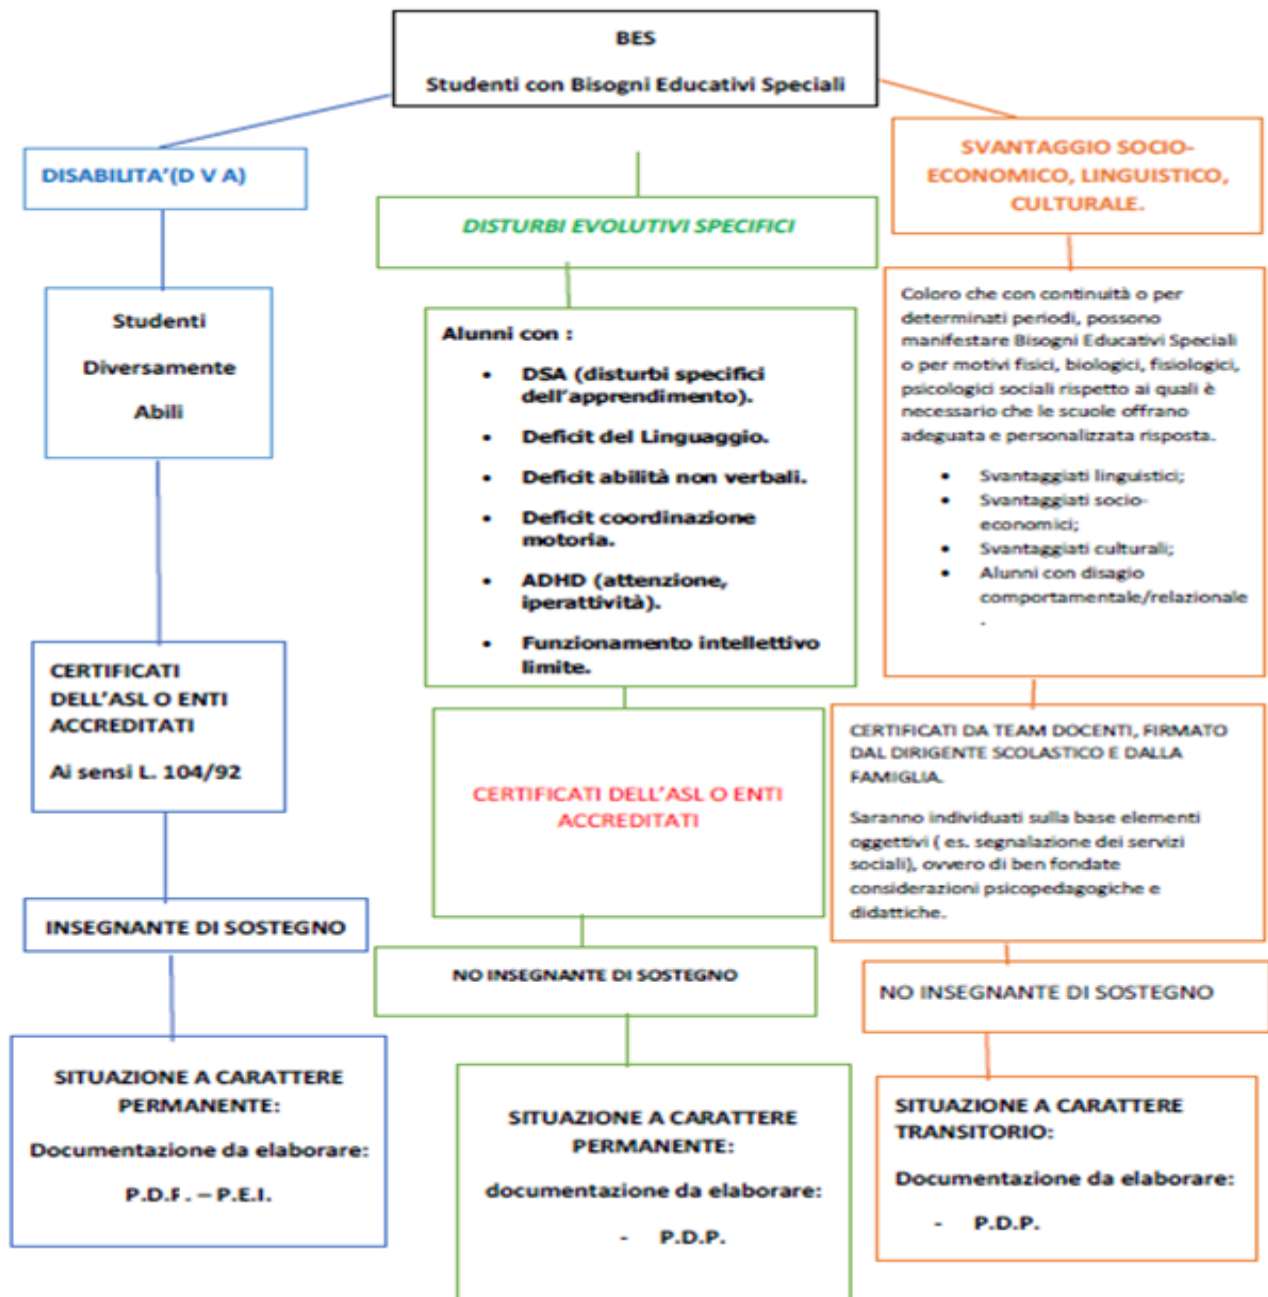 BES
Studenti con Bisogni Educativi Speciali
DISABILITA'(D V A)
Studenti
Diversamente
Abili
CERTIFICATI
DELL'ASL O ENTI
ACCREDITATI
Ai sensi L. 104/92
INSEGNANTE DI SOSTEGNO
SITUAZIONE A CARATTERE
PERMANENTE:
Documentazione da elaborare:
P.D.F. – P.E.I.
DISTURBI EVOLUTIVI SPECIFICI
Alunni con :
• DSA (disturbi specifici
dell'apprendimento).
• Deficit del Linguaggio.
• Deficit abilità non verbali.
• Deficit coordinazione
motoria.
• ADHD (attenzione,
iperattività).
• Funzionamento intellettivo
limite.
CERTIFICATI DELL'ASL O ENTI
ACCREDITATI
NO INSEGNANTE DI SOSTEGNO
SITUAZIONE A CARATTERE
PERMANENTE:
documentazione da elaborare:
- P.D.P.
SVANTAGGIO SOCIO-
ECONOMICO, LINGUISTICO,
CULTURALE.
Coloro che con continuità o per
determinati periodi, possono
manifestare Bisogni Educativi Speciali
o per motivi fisici, biologici, fisiologici,
psicologici sociali rispetto ai quali è
necessario che le scuole offrano
adeguata e personalizzata risposta.
• Svantaggiati linguistici;
• Svantaggiati socio-
economici;
• Svantaggiati culturali;
• Alunni con disagio
comportamentale/relazionale
.
CERTIFICATI DA TEAM DOCENTI, FIRMATO
DAL DIRIGENTE SCOLASTICO E DALLA
FAMIGLIA.
Saranno individuati sulla base elementi
oggettivi ( es. segnalazione dei servizi
sociali), ovvero di ben fondate
considerazioni psicopedagogiche e
didattiche.
NO INSEGNANTE DI SOSTEGNO
SITUAZIONE A CARATTERE
TRANSITORIO:
Documentazione da elaborare:
- P.D.P.